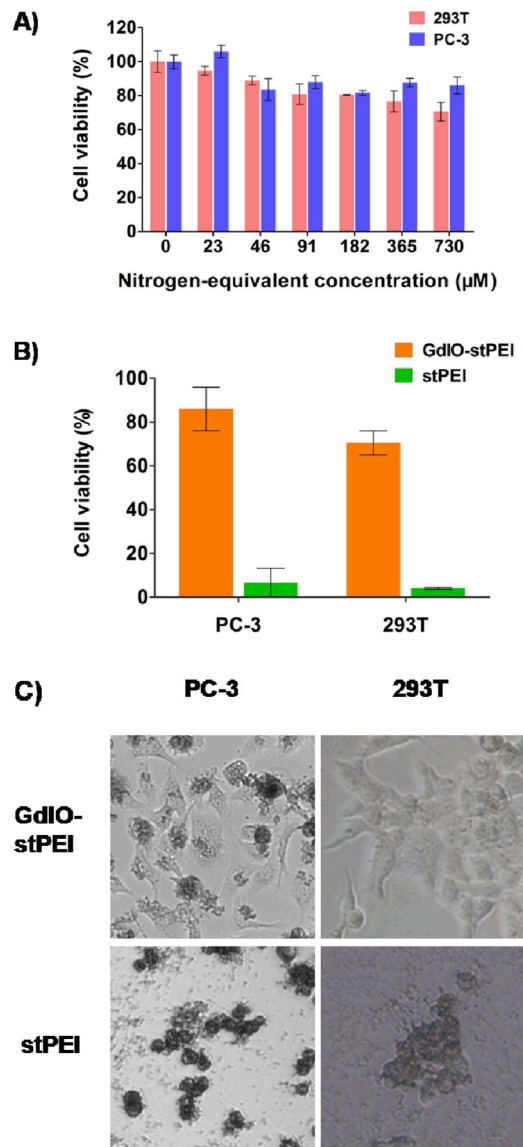 A)
293T
PC-3
Cell viability (%)
120
100
80
60
40
20
0
0 23 46 91 182 365 730
Nitrogen-equivalent concentration (µM)
B)
GdIO-stPEI
stPEI
Cell viability (%)
100
80
60
40
20
0
PC-3 293T
C)
PC-3 293T
GdIO-
stPEI
stPEI